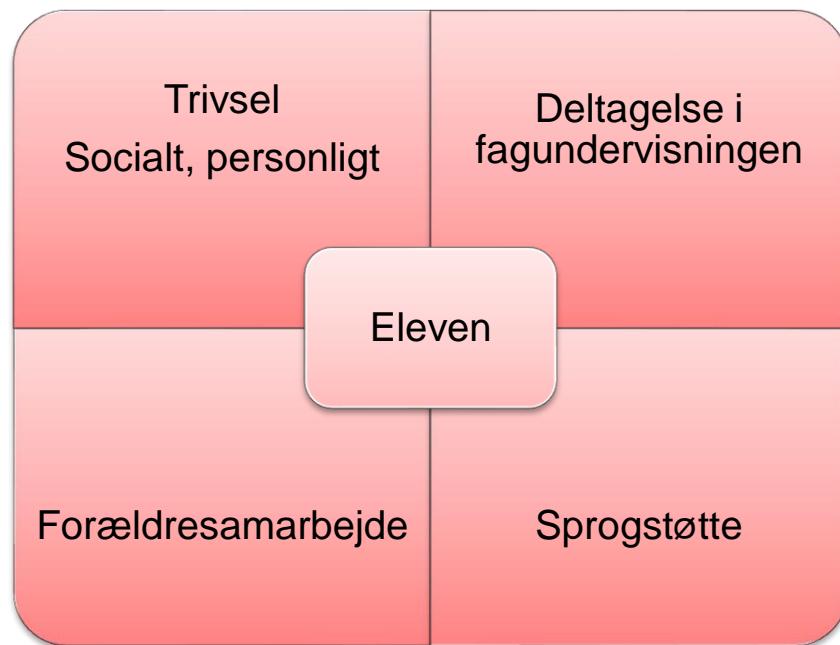 Trivsel
Socialt, personligt
Deltagelse i
fagundervisningen
Eleven
Forældresamarbejde
Sprogstøtte